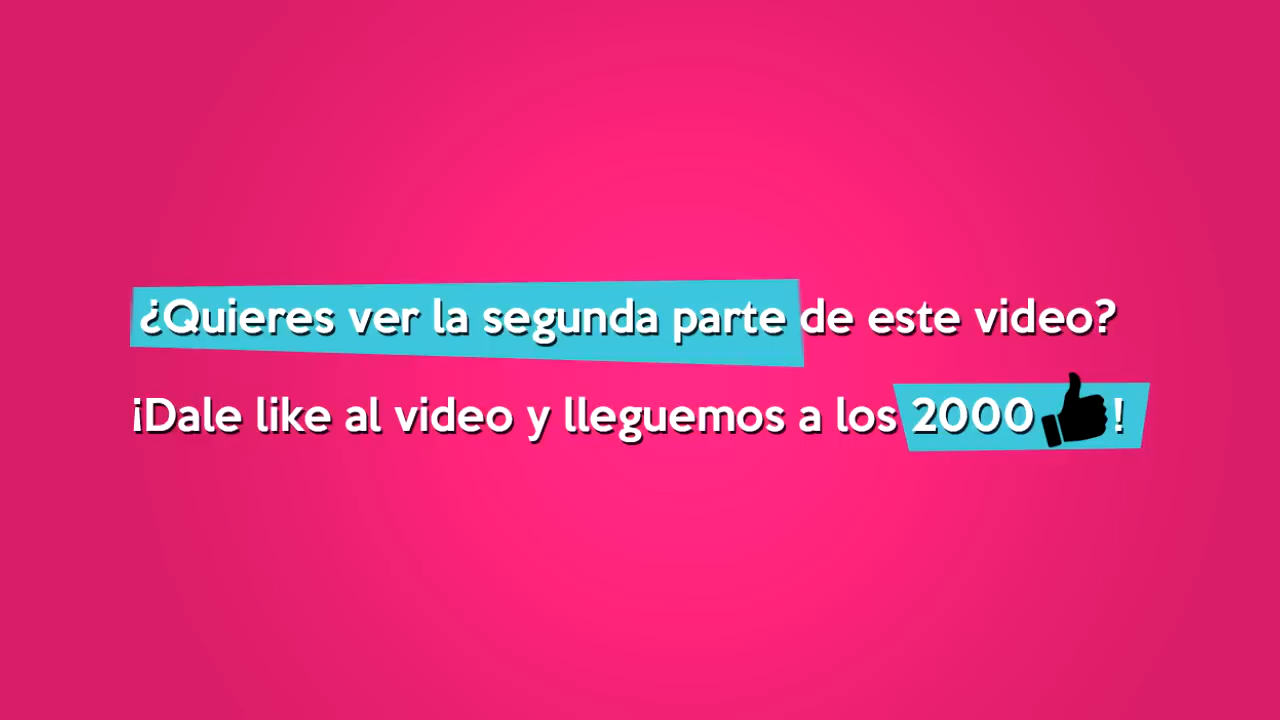 ¿Quieres ver la segunda parte de este video?
¡Dale like al video y lleguemos a los 2000 !